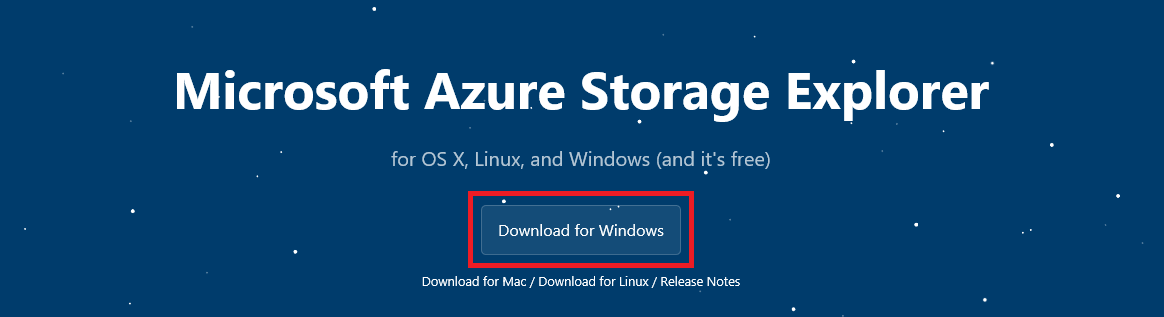 Microsoft Azure Storage Explorer
for OS X, Linux, and Windows (and it's free)
Download for Windows
Download for Mac / Download for Linux / Release Notes